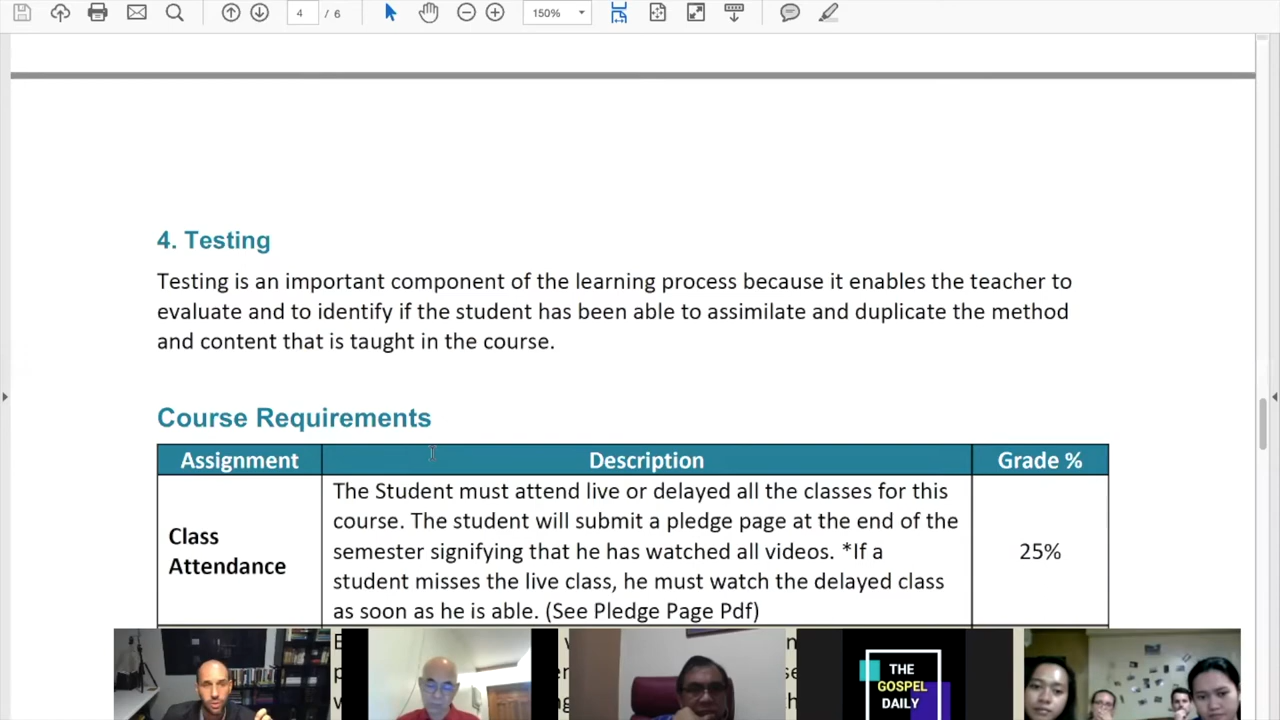 4 / 6
150%
4. Testing
Testing is an important component of the learning process because it enables the teacher to
evaluate and to identify if the student has been able to assimilate and duplicate the method
and content that is taught in the course.
Course Requirements
Assignment Description Grade %
The Student must attend live or delayed all the classes for this
course. The student will submit a pledge page at the end of the
Class
Attendance
semester signifying that he has watched all videos. *If a
25%
student misses the live class, he must watch the delayed class
as soon as he is able. (See Pledge Page Pdf)
THE
GOSPEL
DAILY